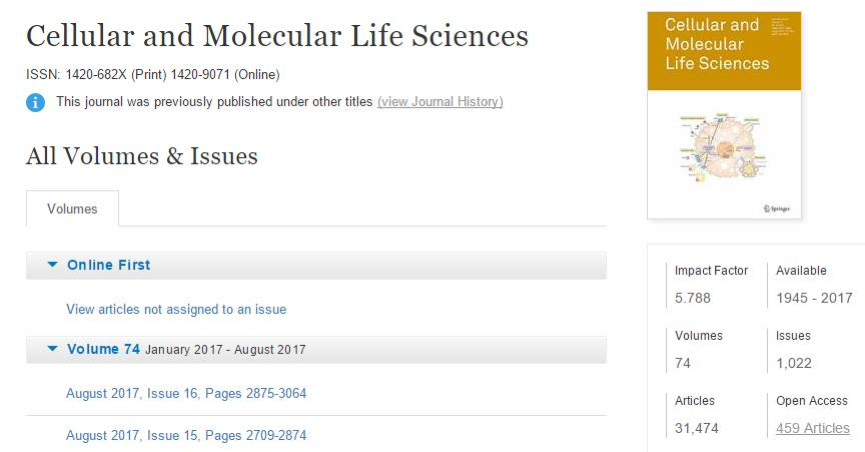 Cellular and Molecular Life Sciences
ISSN: 1420-682X (Print) 1420-9071 (Online)
This journal was previously published under other titles (view Journal History)
All Volumes & Issues
Volumes
Online First
View articles not assigned to an issue
Volume 74 January 2017 - August 2017
August 2017, Issue 16, Pages 2875-3064
August 2017, Issue 15, Pages 2709-2874
Cellular and
Molecular
Life Sciences
Springer
Impact Factor
5.788
Available
1945 - 2017
Volumes
74
Issues
1,022
Articles
31,474
Open Access
459 Articles